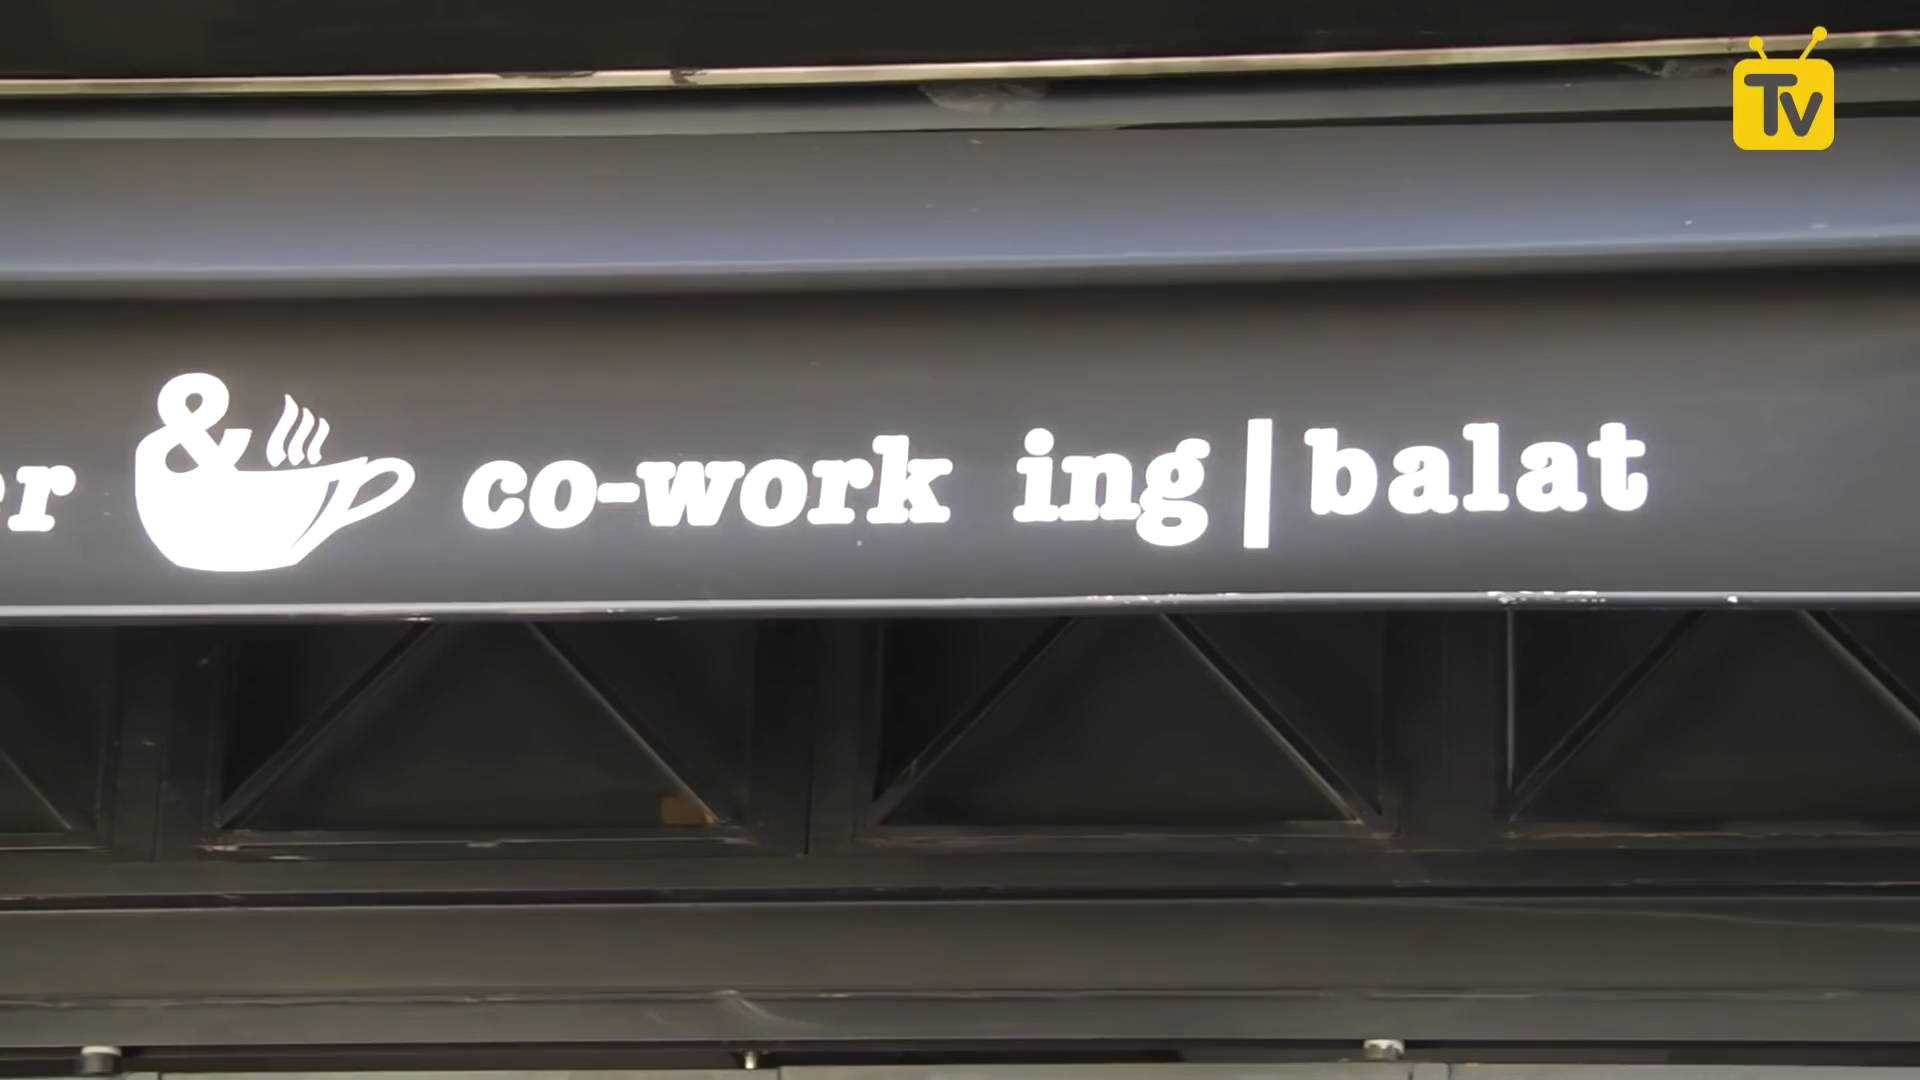 Tv
r & co-work ing | balat